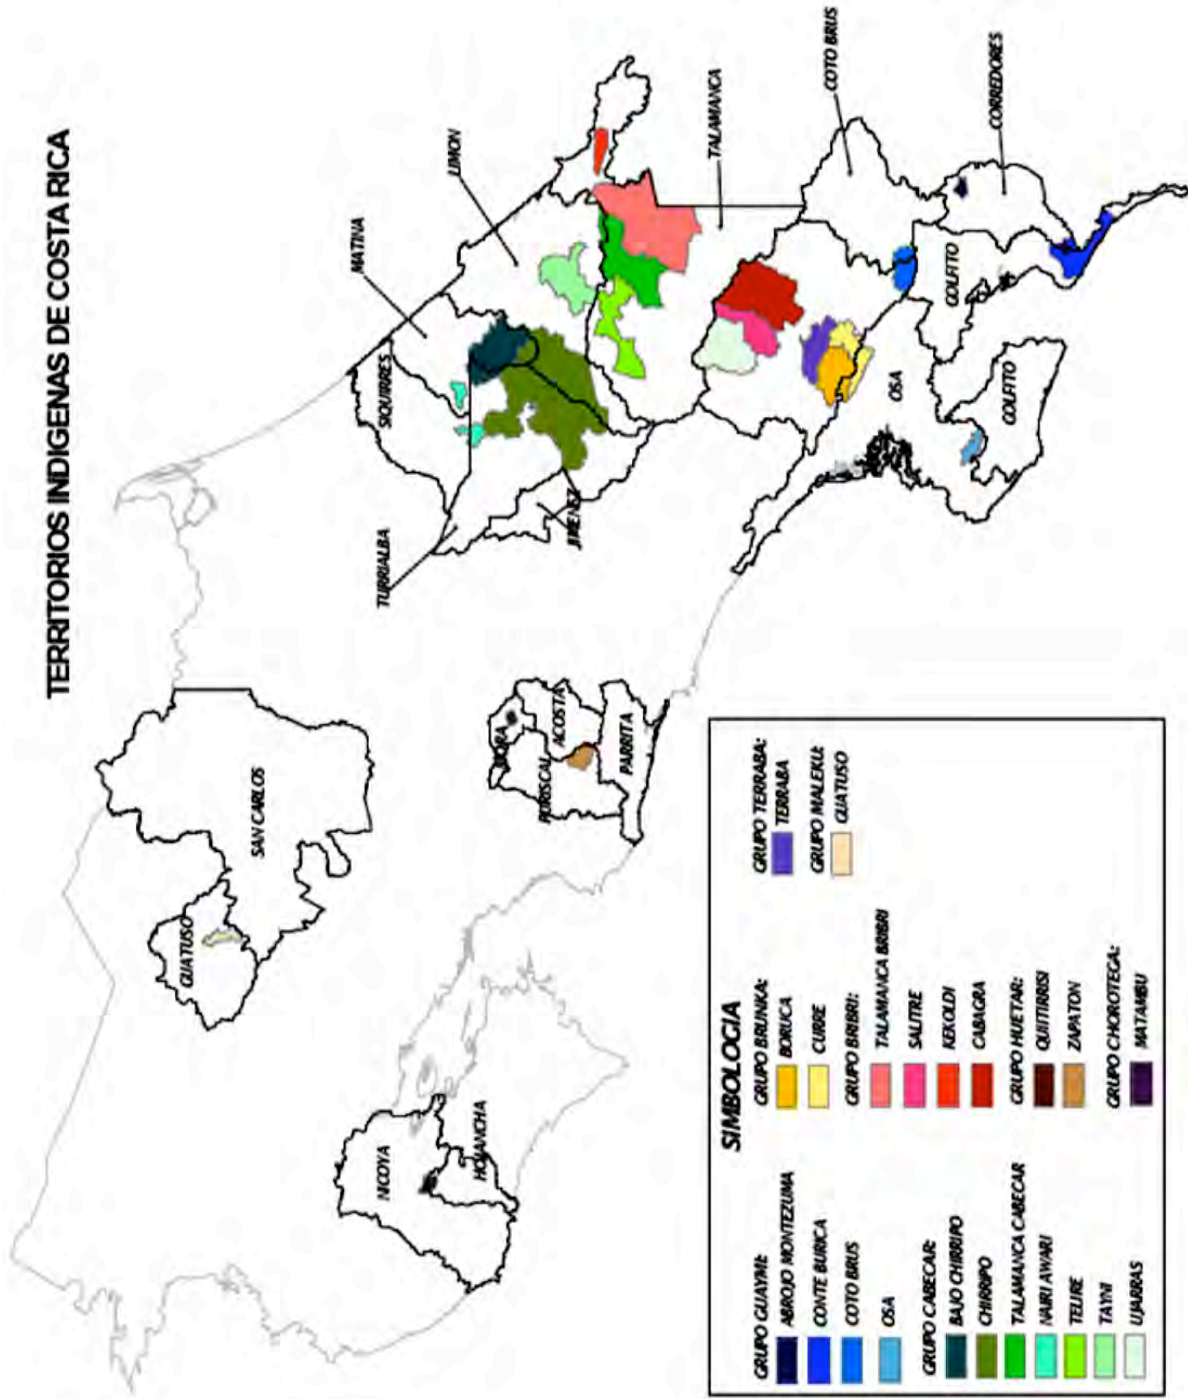 TERRITORIOS INDIGENAS DE COSTA RICA
MATINA
LIMON
SIQUIRRES
TURRIALBA
JIMENEZ
TALAMANCA
COTO BRUS
CORREDORES
GOLFITO
OSA
GOLFITO
SAN CARLOS
GUATUSO
MORA
ACOSTA
PURISCAL
PARRITA
NICOYA
HOJANCHA
SIMBOLOGIA
GRUPO GUAYMI:
ABROJO MONTEZUMA
CONTE BURICA
COTO BRUS
OSA
GRUPO CABECAR:
BAJO CHIRRIPO
CHIRRIPO
TALAMANCA CABECAR
NAIRI AWARI
TELIRE
TAYNI
UJARRAS
GRUPO BRUNKA:
BORUCA
CURRE
GRUPO BRIBRI:
TALAMANCA BRIBRI
SALITRE
KEKOLDI
CABAGRA
GRUPO HUETAR:
QUITIRRISI
ZAPATON
GRUPO CHOROTEGA:
MATAMBU
GRUPO TERRABA:
TERRABA
GRUPO MALEKU:
GUATUSO